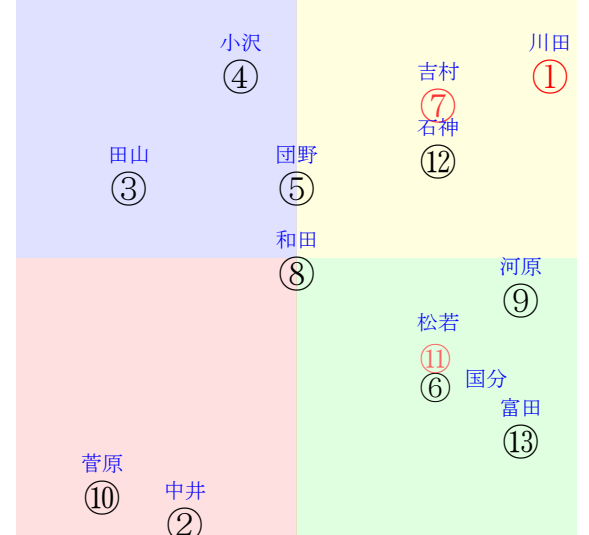 小沢
④
川田
①
吉村
⑦
石神
⑫
田山
③
団野
⑤
和田
⑧
河原
⑨
松若
⑪
⑥
国分
富田
⑬
菅原
⑩
中井
②